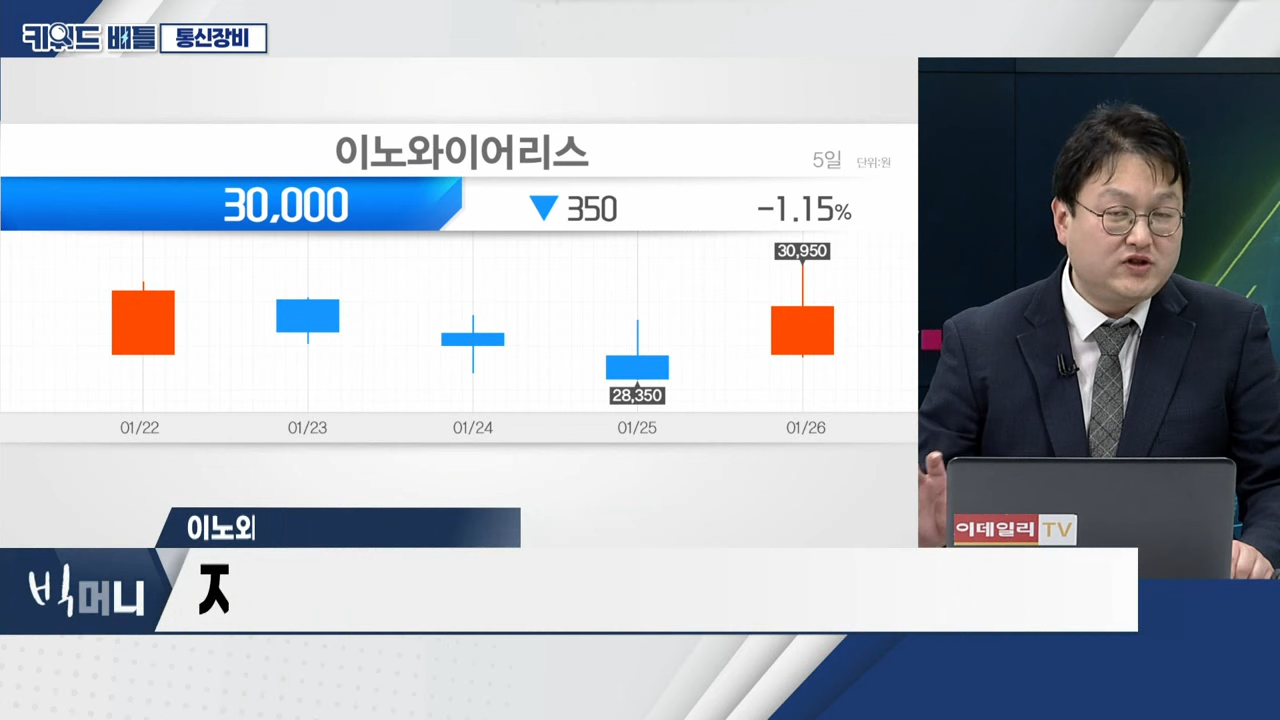 키워드 배틀 통신장비
이노와이어리스
5일 단위:원
30,000 ▼350 -1.15%
30,950
28,350
01/22 01/23 01/24 01/25 01/26
이데일리 TV
이노와
빅머니